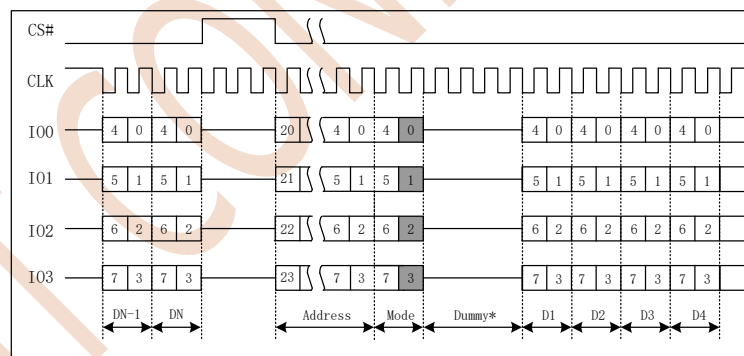 CS#
CLK
IO0 4 0 4 0 20 4 0 4 0 4 0 4 0 4 0 4 0
IO1 5 1 5 1 21 5 1 5 1 5 1 5 1 5 1 5 1
IO2 6 2 6 2 22 6 2 6 2 6 2 6 2 6 2 6 2
IO3 7 3 7 3 23 7 3 7 3 7 3 7 3 7 3 7 3
DN-1 DN Address Mode Dummy* D1 D2 D3 D4